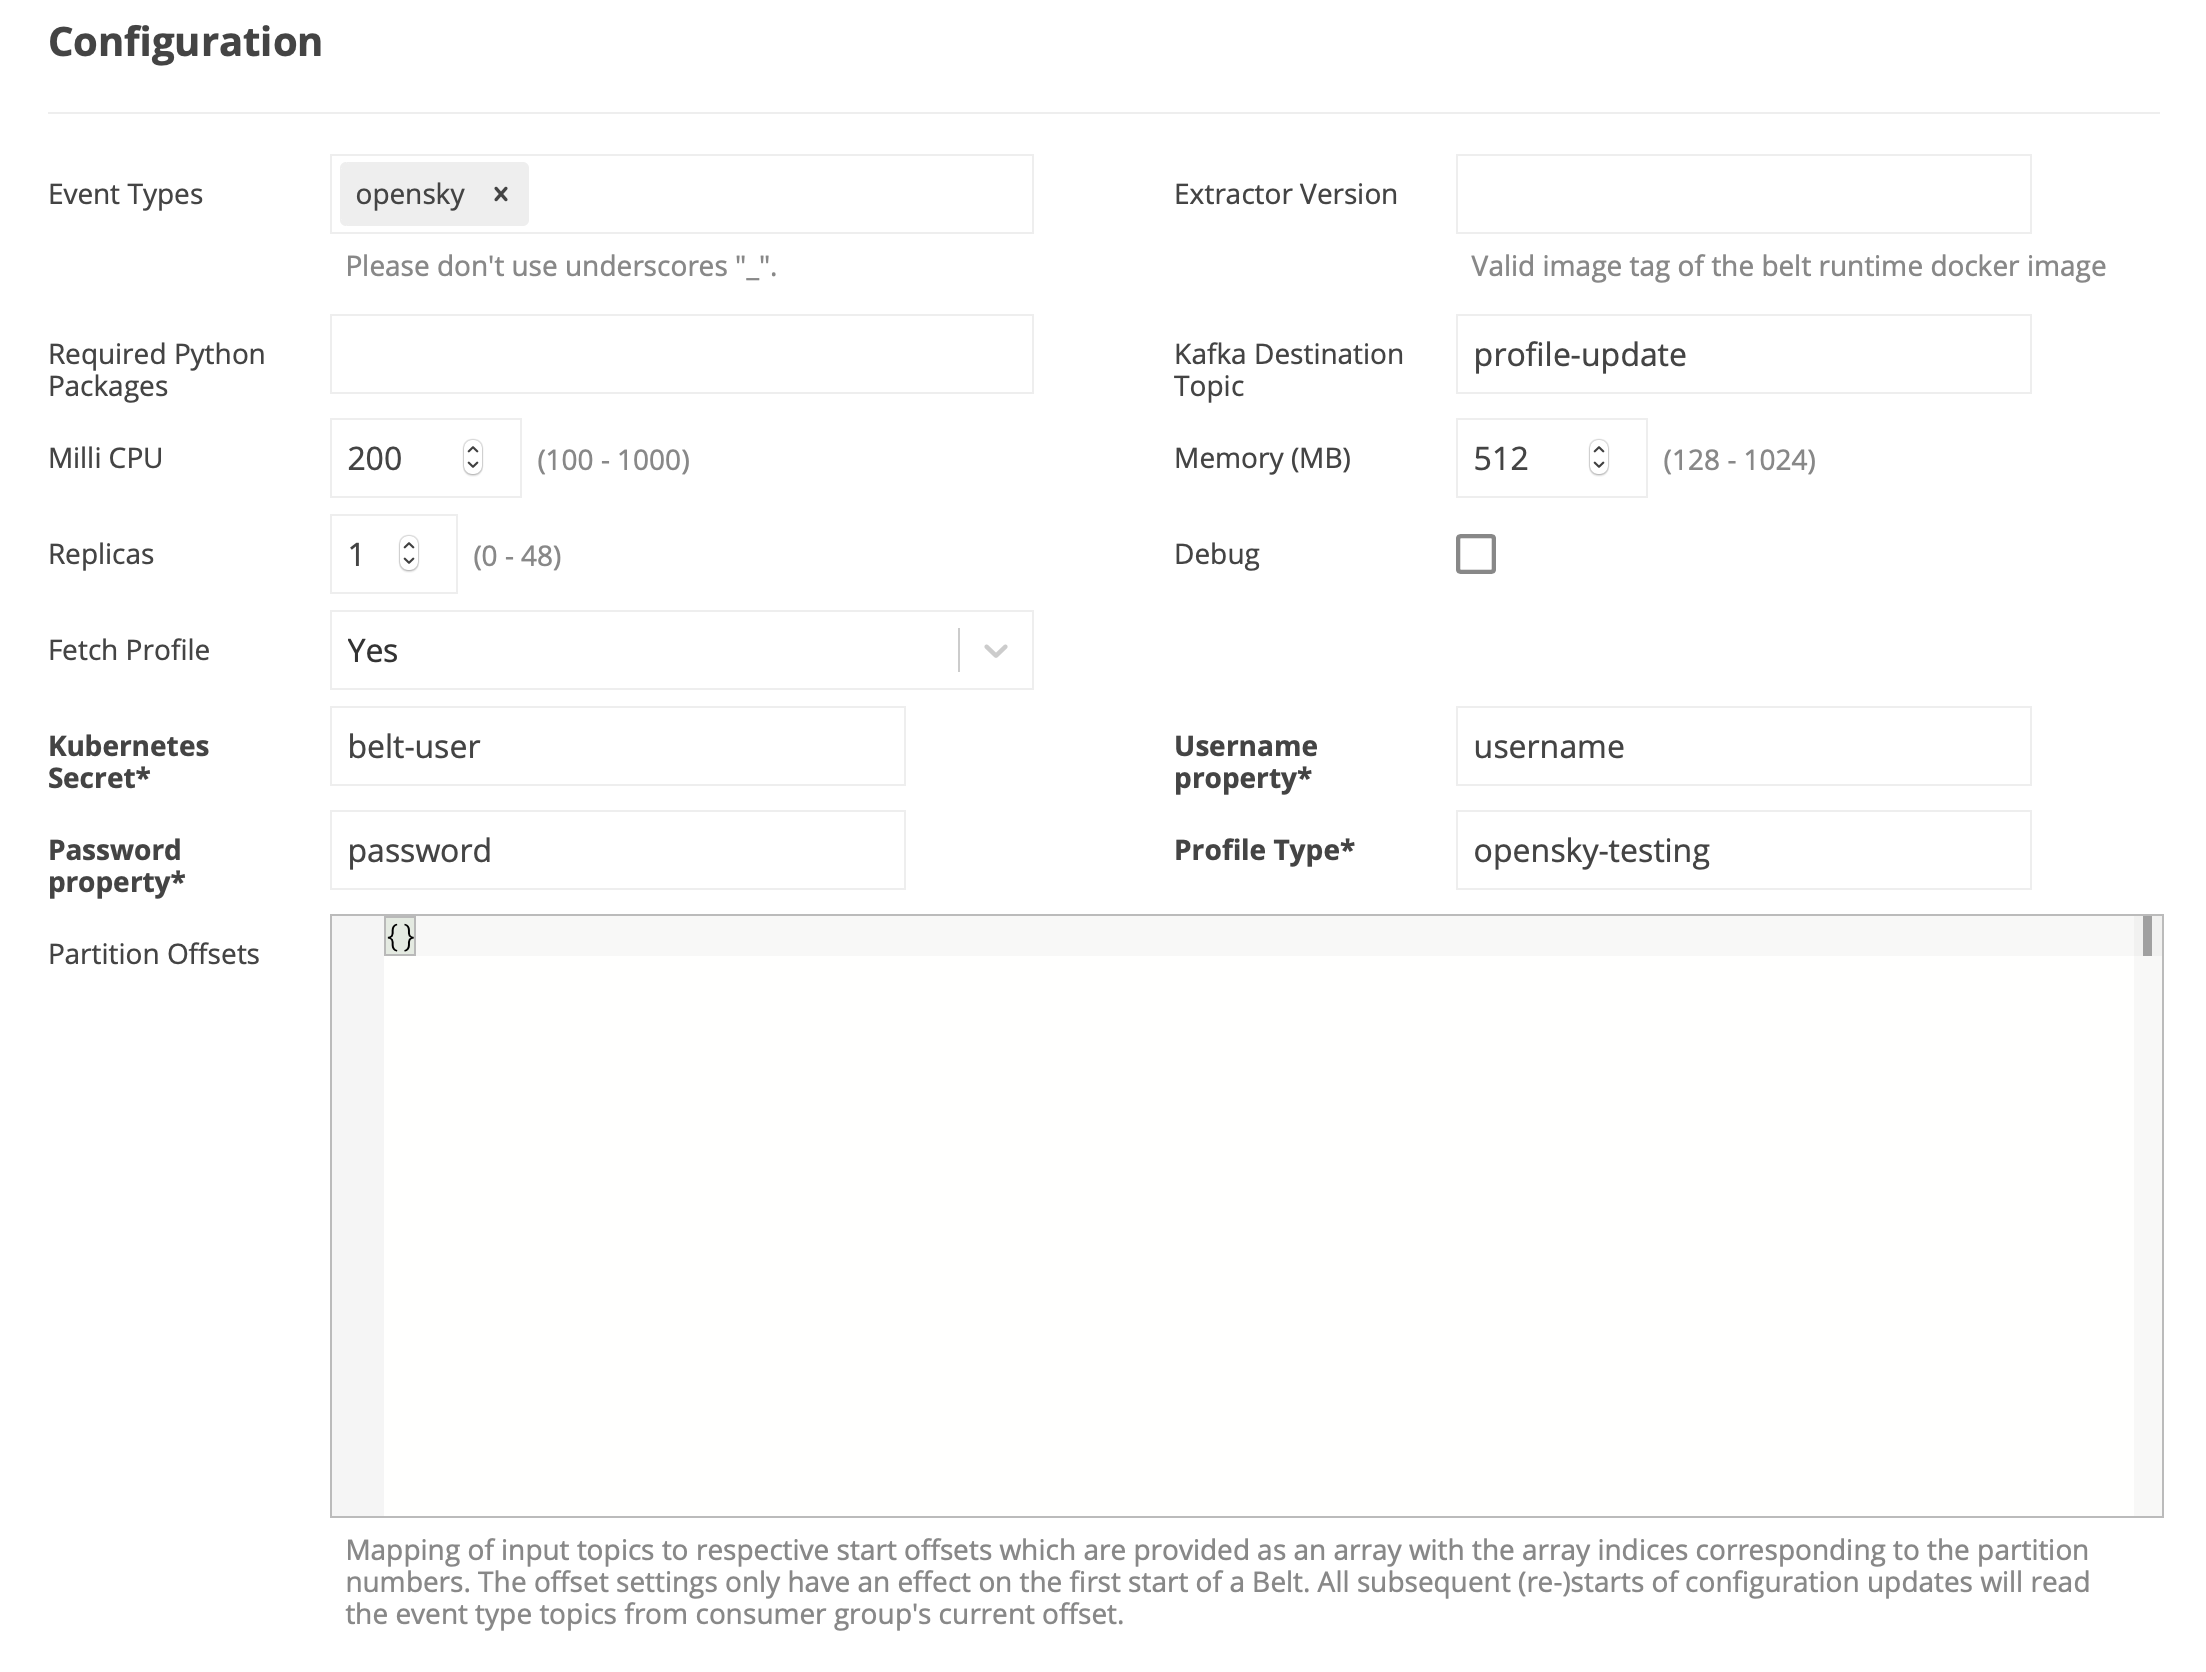 Configuration
Event Types
opensky ×
Please don't use underscores "_".
Extractor Version
Valid image tag of the belt runtime docker image
Required Python
Packages
Kafka Destination
Topic
profile-update
Milli CPU
200
(100 - 1000)
Memory (MB)
512
(128 - 1024)
Replicas
1
(0 - 48)
Debug
Fetch Profile
Yes
Kubernetes
Secret*
belt-user
Username
property*
username
Password
property*
password
Profile Type*
opensky-testing
Partition Offsets
{}
Mapping of input topics to respective start offsets which are provided as an array with the array indices corresponding to the partition
numbers. The offset settings only have an effect on the first start of a Belt. All subsequent (re-)starts of configuration updates will read
the event type topics from consumer group's current offset.